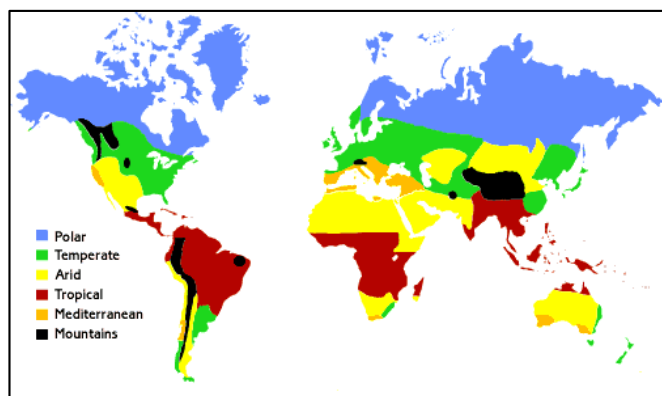 Polar
Temperate
Arid
Tropical
Mediterranean
Mountains